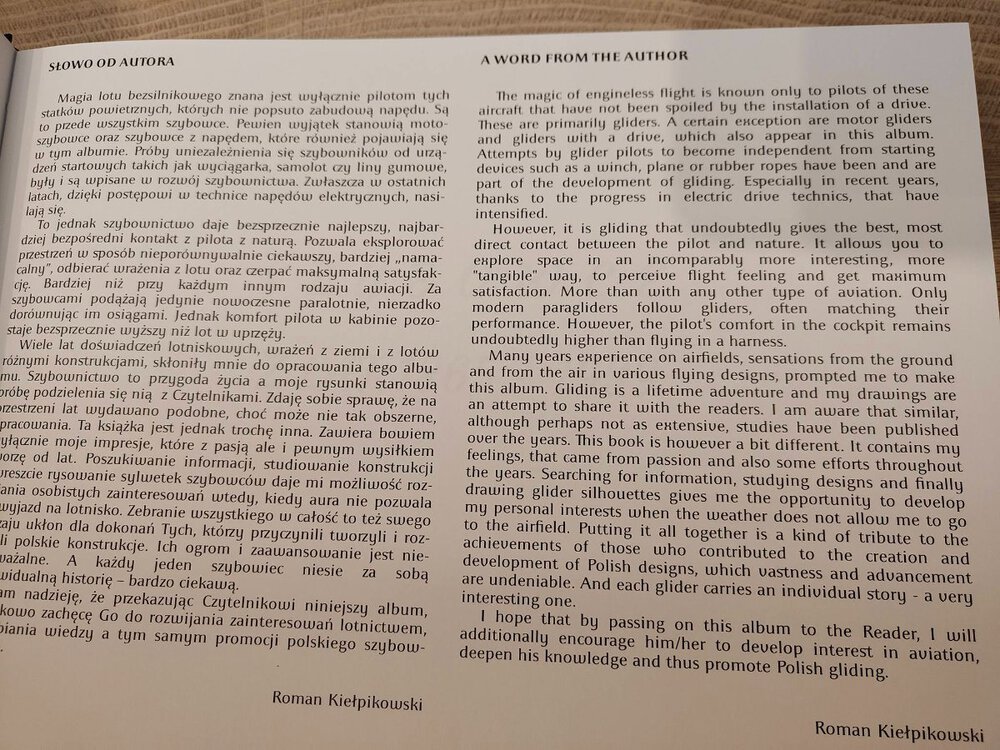 SŁOWO OD AUTORA
Magia lotu bezsilnikowego znana jest wyłącznie pilotom tych
statków powietrznych, których nie popsuto zabudową napędu. Są
to przede wszystkim szybowce. Pewien wyjątek stanowią moto-
szybowce oraz szybowce z napędem, które również pojawiają się
w tym albumie. Próby uniezależnienia się szybowników od urzą-
dzeń startowych takich jak wyciągarka, samolot czy liny gumowe,
były i są wpisane w rozwój szybownictwa. Zwłaszcza w ostatnich
latach, dzięki postępowi w technice napędów elektrycznych, nasi-
lają się.
To jednak szybownictwo daje bezsprzecznie najlepszy, najbar-
dziej bezpośredni kontakt z pilota z naturą. Pozwala eksplorować
przestrzeń w sposób nieporównywalnie ciekawszy, bardziej „nama-
calny”, odbierać wrażenia z lotu oraz czerpać maksymalną satysfak-
cję. Bardziej niż przy każdym innym rodzaju awiacji. Za
szybowcami podążają jedynie nowoczesne paralotnie, nierzadko
dorównując im osiągami. Jednak komfort pilota w kabinie pozo-
staje bezsprzecznie wyższy niż lot w uprzęży.
Wiele lat doświadczeń lotniskowych, wrażeń z ziemi i z lotów
różnymi konstrukcjami, skłoniły mnie do opracowania tego albu-
mu. Szybownictwo to przygoda życia a moje rysunki stanowią
próbę podzielenia się nią z Czytelnikami. Zdaję sobie sprawę, że na
przestrzeni lat wydawano podobne, choć może nie tak obszerne,
opracowania. Ta książka jest jednak trochę inna. Zawiera bowiem
wyłącznie moje impresje, które z pasją ale i pewnym wysiłkiem
tworzę od lat. Poszukiwanie informacji, studiowanie konstrukcji
wreszcie rysowanie sylwetek szybowców daje mi możliwość roz-
iania osobistych zainteresowań wtedy, kiedy aura nie pozwala
wyjazd na lotnisko. Zebranie wszystkiego w całość to też swego
zaju ukłon dla dokonań Tych, którzy przyczynili tworzyli i roz-
li polskie konstrukcje. Ich ogrom i zaawansowanie jest nie-
ważalne. A każdy jeden szybowiec niesie za sobą
widualną historię – bardzo ciekawą.
am nadzieję, że przekazując Czytelnikowi niniejszy album,
kowo zachęcę Go do rozwijania zainteresowań lotnictwem,
biania wiedzy a tym samym promocji polskiego szybow-
.
Roman Kiełpikowski
A WORD FROM THE AUTHOR
The magic of engineless flight is known only to pilots of these
aircraft that have not been spoiled by the installation of a drive.
These are primarily gliders. A certain exception are motor gliders
and gliders with a drive, which also appear in this album.
Attempts by glider pilots to become independent from starting
devices such as a winch, plane or rubber ropes have been and are
part of the development of gliding. Especially in recent years,
thanks to the progress in electric drive technics, that have
intensified.
However, it is gliding that undoubtedly gives the best, most
direct contact between the pilot and nature. It allows you to
explore space in an incomparably more interesting, more
"tangible" way, to perceive flight feeling and get maximum
satisfaction. More than with any other type of aviation. Only
modern paragliders follow gliders, often matching their
performance. However, the pilot's comfort in the cockpit remains
undoubtedly higher than flying in a harness.
Many years experience on airfields, sensations from the ground
and from the air in various flying designs, prompted me to make
this album. Gliding is a lifetime adventure and my drawings are
an attempt to share it with the readers. I am aware that similar,
although perhaps not as extensive, studies have been published
over the years. This book is however a bit different. It contains my
feelings, that came from passion and also some efforts throughout
the years. Searching for information, studying designs and finally
drawing glider silhouettes gives me the opportunity to develop
my personal interests when the weather does not allow me to go
to the airfield. Putting it all together is a kind of tribute to the
achievements of those who contributed to the creation and
development of Polish designs, which vastness and advancement
are undeniable. And each glider carries an individual story - a very
interesting one.
I hope that by passing on this album to the Reader, I will
additionally encourage him/her to develop interest in aviation,
deepen his knowledge and thus promote Polish gliding.
Roman Kiełpikowski